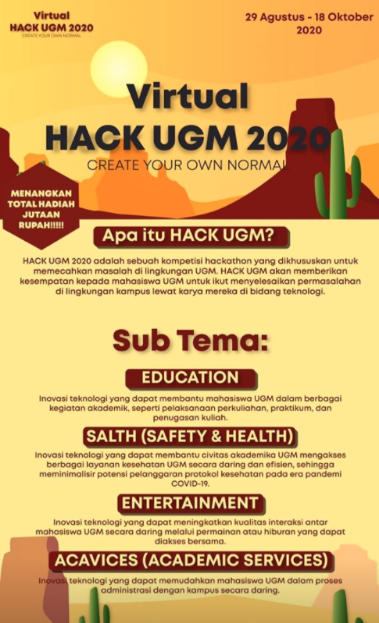 Virtual
HACK UGM 2020
CREATE YOUR OWN NORMAL
29 Agustus - 18 Oktober
2020
Virtual
HACK UGM 2020
CREATE YOUR OWN NORMAL
MENANGKAN
TOTAL HADIAH
JUTAAN
RUPAH!!!!!
Apa itu HACK UGM?
HACK UGM 2020 adalah sebuah kompetisi hackathon yang dikhususkan untuk
memecahkan masalah di lingkungan UGM. HACK UGM akan memberikan
kesempatan kepada mahasiswa UGM untuk ikut menyelesaikan permasalahan
di lingkungan kampus lewat karya mereka di bidang teknologi.
Sub Tema:
EDUCATION
Inovasi teknologi yang dapat membantu mahasiswa UGM dalam berbagai
kegiatan akademik, seperti pelaksanaan perkuliahan, praktikum, dan
penugasan kuliah.
SALTH (SAFETY & HEALTH)
Inovasi teknologi yang dapat membantu civitas akademika UGM mengakses
berbagai layanan kesehatan UGM secara daring dan efisien, sehingga
meminimalisir potensi pelanggaran protokol kesehatan pada era pandemi
COVID-19.
ENTERTAINMENT
Inovasi teknologi yang dapat meningkatkan kualitas interaksi antar
mahasiswa UGM secara daring melalui permainan atau hiburan yang dapat
diakses bersama.
ACAVICES (ACADEMIC SERVICES)
Inovasi teknologi yang dapat memudahkan mahasiswa UGM dalam proses
administrasi dengan kampus secara daring.